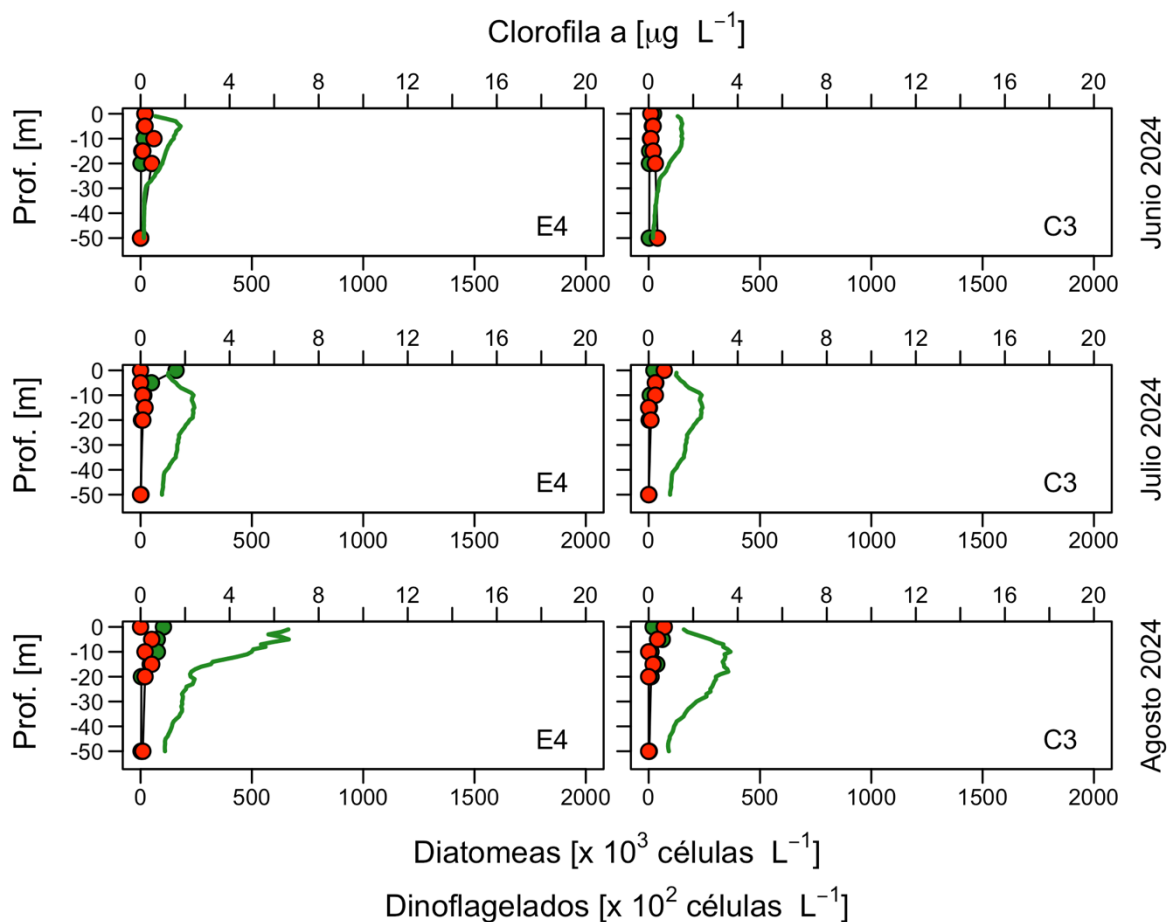 Clorofila a [μg L⁻¹]
0 4 8 12 16 20 0 4 8 12 16 20
Prof. [m]
0
-10
-20
-30
-40
-50
E4
C3
Junio 2024
0 500 1000 1500 2000 0 500 1000 1500 2000
0 4 8 12 16 20 0 4 8 12 16 20
Prof. [m]
0
-10
-20
-30
-40
-50
E4
C3
Julio 2024
0 500 1000 1500 2000 0 500 1000 1500 2000
0 4 8 12 16 20 0 4 8 12 16 20
Prof. [m]
0
-10
-20
-30
-40
-50
E4
C3
Agosto 2024
0 500 1000 1500 2000 0 500 1000 1500 2000
Diatomeas [x 10³ células L⁻¹]
Dinoflagelados [x 10² células L⁻¹]